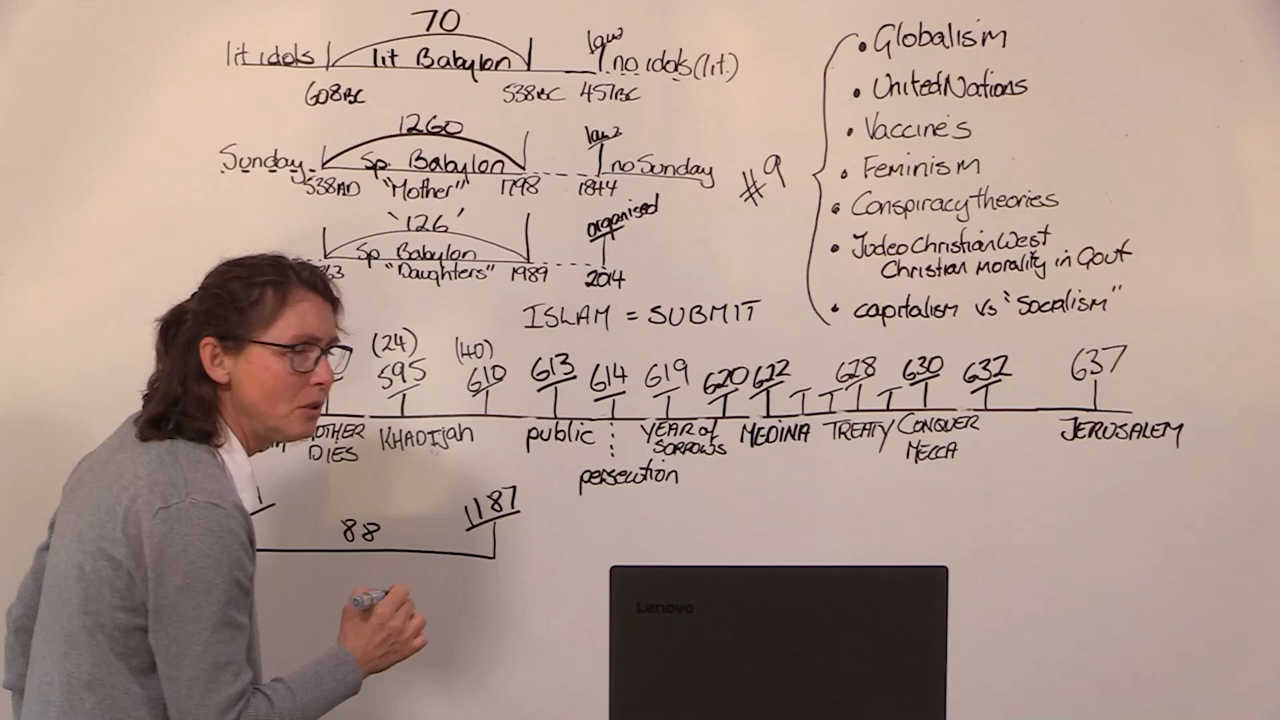 70
law
lit idols lit Babylon no idols (lit.)
608BC 538BC 457BC
1260
law2
Sunday Sp. Babylon no Sunday
538AD "Mother" 1798 1844
'126'
organised
Sp Babylon
63 "Daughters" 1989 2014
#9
• Globalism
• United Nations
• Vaccines
• Feminism
• Conspiracy theories
• Judeo Christian West
Christian morality in Govt
• capitalism vs "Socialism"
ISLAM = SUBMIT
(24) (40)
595 610 613 614 619 620 622 628 630 632 637
OTHER DIES KHADIJAH public YEAR of SORROWS MEDINA TREATY CONQUER MECCA JERUSALEM
persecution
88 1187
Lenovo